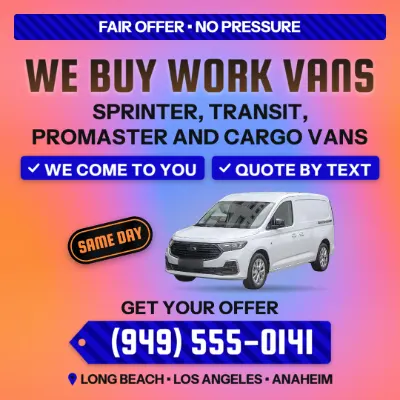 FAIR OFFER • NO PRESSURE
WE BUY WORK VANS
SPRINTER, TRANSIT,
PROMASTER AND CARGO VANS
WE COME TO YOU
QUOTE BY TEXT
SAME DAY
GET YOUR OFFER
(949) 555-0141
LONG BEACH • LOS ANGELES • ANAHEIM